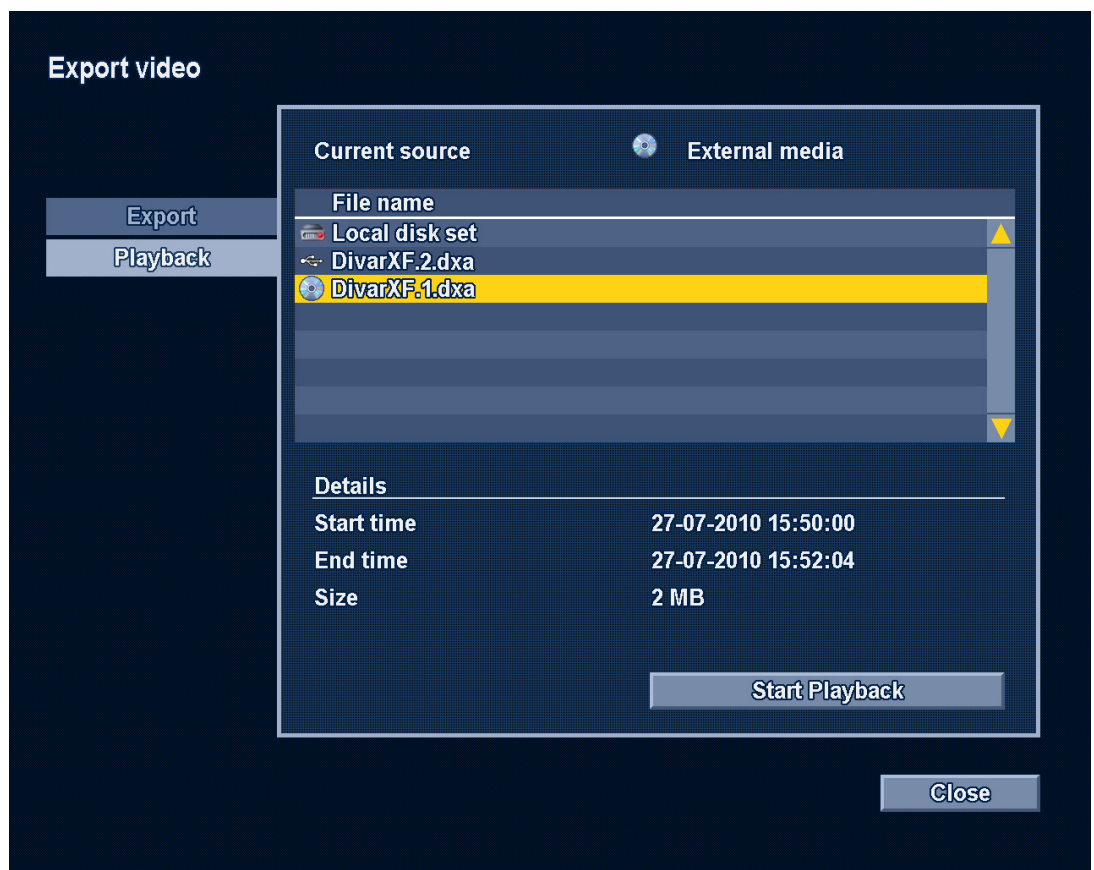 Export video
Current source External media
File name
Export
Local disk set
Playback
DivarXF.2.dxa
DivarXF.1.dxa
Details
Start time 27-07-2010 15:50:00
End time 27-07-2010 15:52:04
Size 2 MB
Start Playback
Close